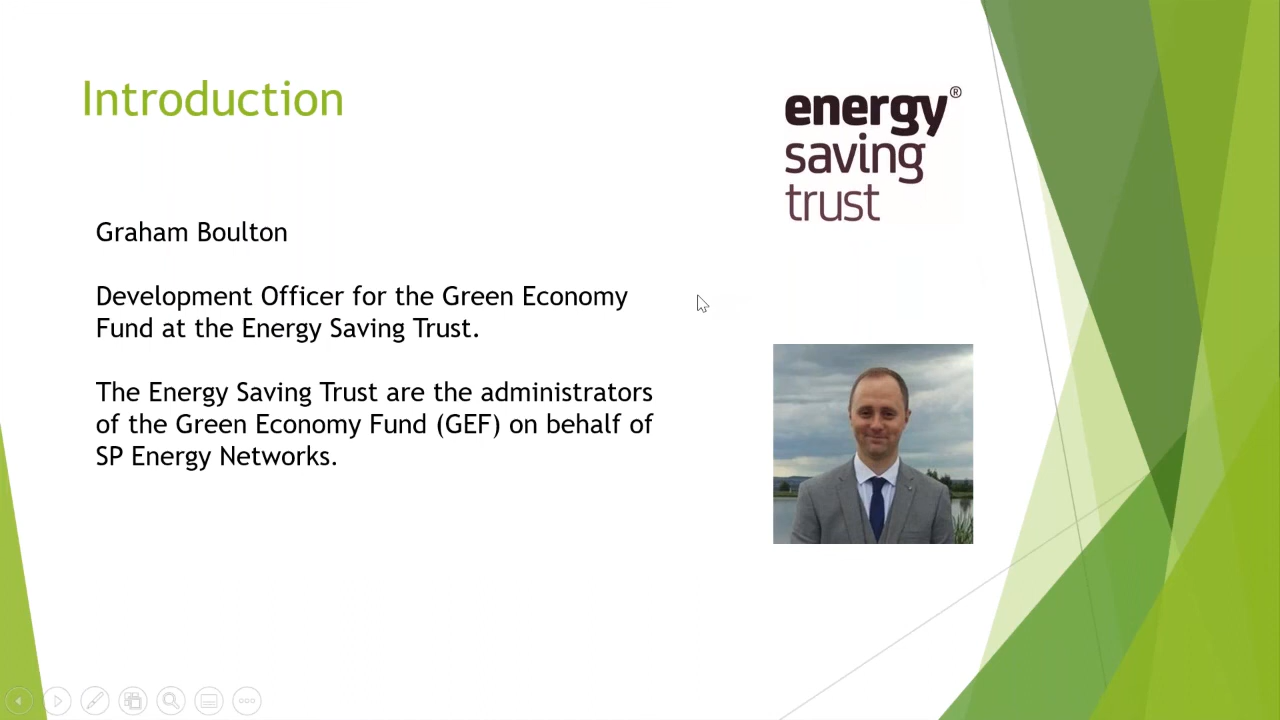 Introduction
energy®
saving
trust
Graham Boulton
Development Officer for the Green Economy
Fund at the Energy Saving Trust.
The Energy Saving Trust are the administrators
of the Green Economy Fund (GEF) on behalf of
SP Energy Networks.